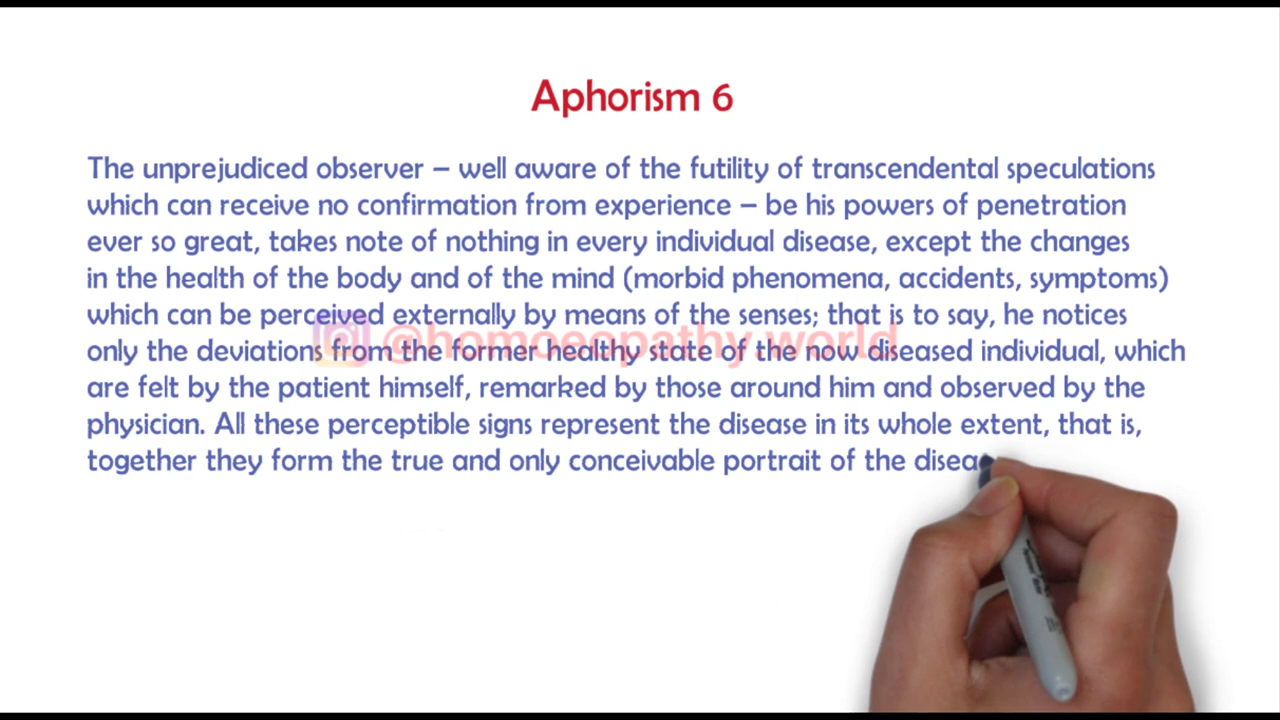 Aphorism 6
The unprejudiced observer – well aware of the futility of transcendental speculations
which can receive no confirmation from experience – be his powers of penetration
ever so great, takes note of nothing in every individual disease, except the changes
in the health of the body and of the mind (morbid phenomena, accidents, symptoms)
which can be perceived externally by means of the senses; that is to say, he notices
@homoeopathy.world
only the deviations from the former healthy state of the now diseased individual, which
are felt by the patient himself, remarked by those around him and observed by the
physician. All these perceptible signs represent the disease in its whole extent, that is,
together they form the true and only conceivable portrait of the disea